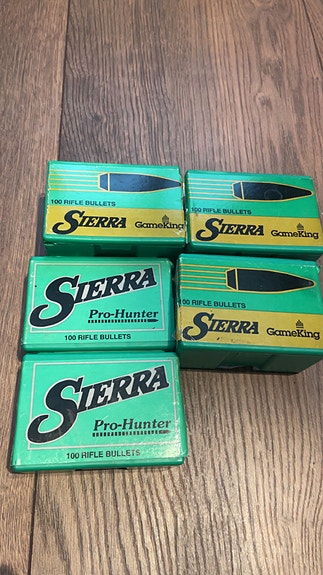 100 RIFLE BULLETS
SIERRA GameKing
100 RIFLE BULLETS
SIERRA GameKing
SIERRA
Pro-Hunter
100 RIFLE BULLETS
00 RIFLE BULLETS
SIERRA GameKing
SIERRA
Pro-Hunter
100 RIFLE BULLETS